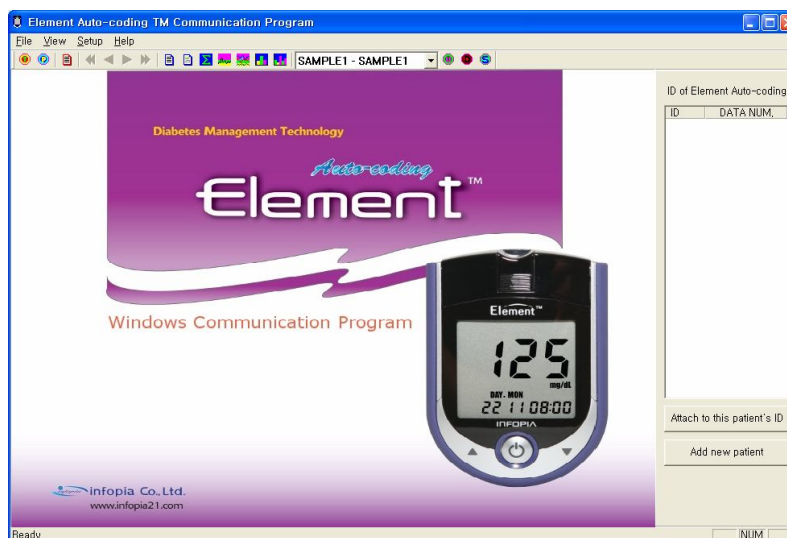 Element Auto-coding TM Communication Program
File View Setup Help
SAMPLE1 - SAMPLE1
ID of Element Auto-coding
ID DATA NUM.
Diabetes Management Technology
Auto-coding
Element™
Windows Communication Program
Element™
125
mg/dL
DAY. MON
22 11 08:00
INFOPIA
Attach to this patient's ID
Add new patient
infopia Co., Ltd.
www.infopia21.com
Ready NUM